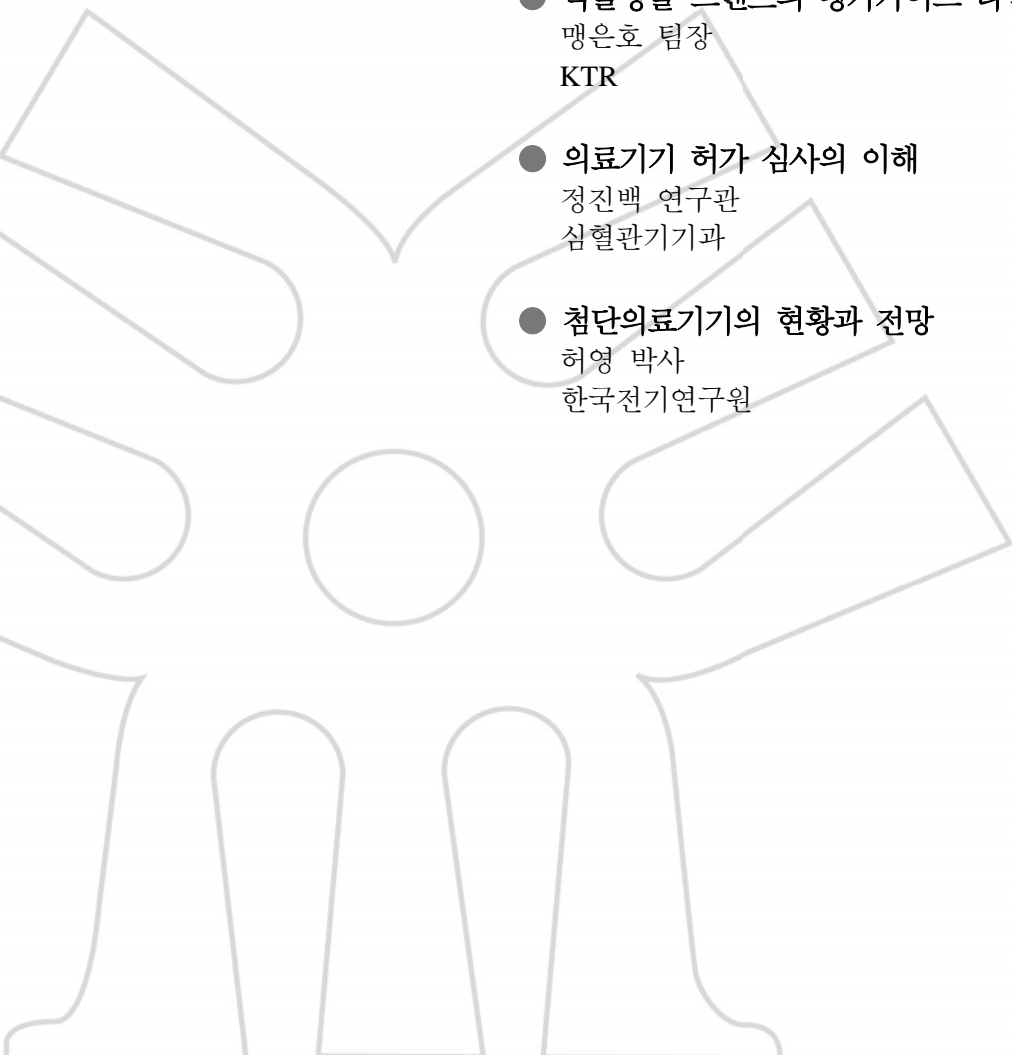 맹은호 팀장
KTR
● 의료기기 허가 심사의 이해
정진백 연구관
심혈관기기과
● 첨단의료기기의 현황과 전망
허영 박사
한국전기연구원